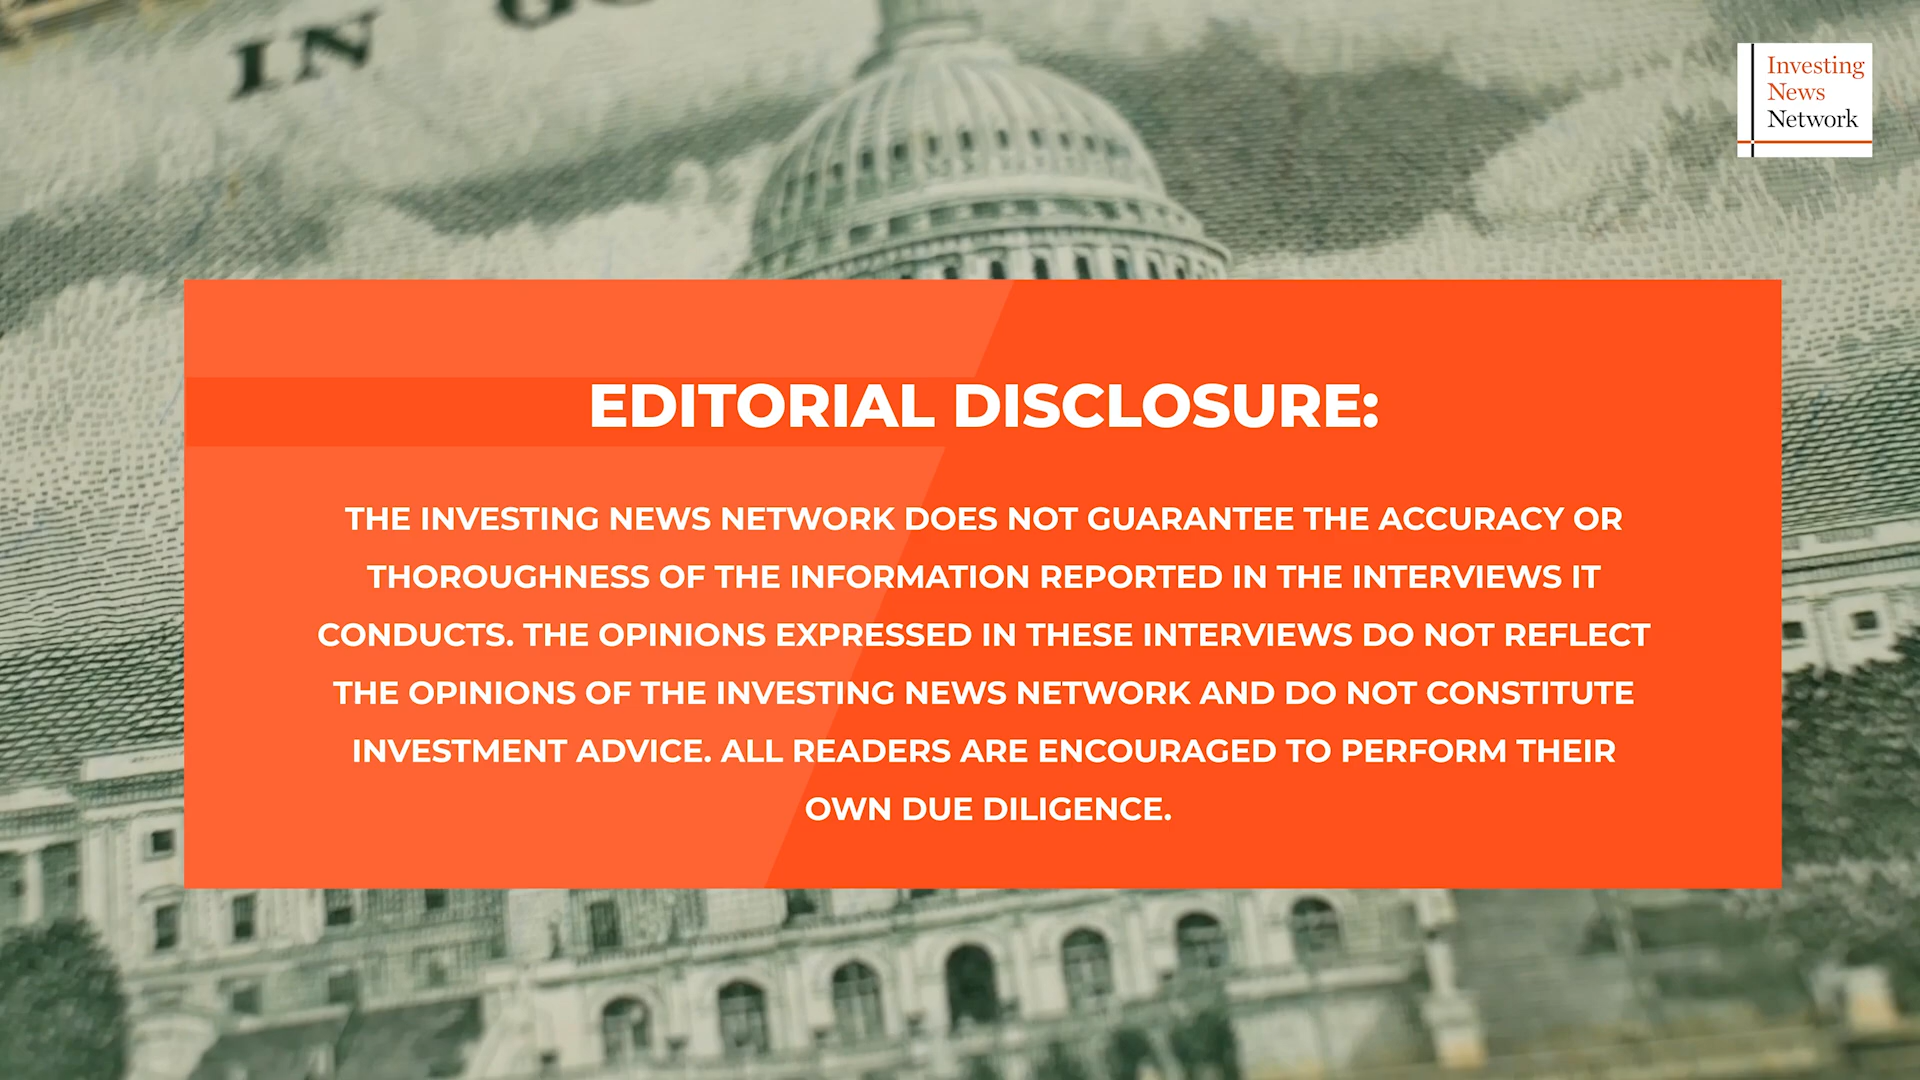 IN GO
Investing
News
Network
EDITORIAL DISCLOSURE:
THE INVESTING NEWS NETWORK DOES NOT GUARANTEE THE ACCURACY OR
THOROUGHNESS OF THE INFORMATION REPORTED IN THE INTERVIEWS IT
CONDUCTS. THE OPINIONS EXPRESSED IN THESE INTERVIEWS DO NOT REFLECT
THE OPINIONS OF THE INVESTING NEWS NETWORK AND DO NOT CONSTITUTE
INVESTMENT ADVICE. ALL READERS ARE ENCOURAGED TO PERFORM THEIR
OWN DUE DILIGENCE.